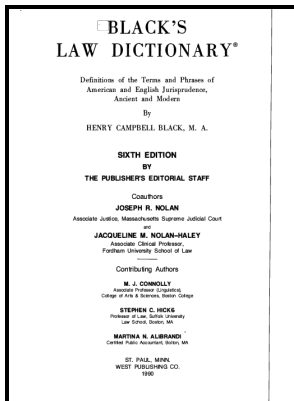 BLACK'S
LAW DICTIONARY®
Definitions of the Terms and Phrases of
American and English Jurisprudence,
Ancient and Modern
By
HENRY CAMPBELL BLACK, M. A.
SIXTH EDITION
BY
THE PUBLISHER'S EDITORIAL STAFF
Coauthors
JOSEPH R. NOLAN
Associate Justice, Massachusetts Supreme Judicial Court
and
JACQUELINE M. NOLAN-HALEY
Associate Clinical Professor,
Fordham University School of Law
Contributing Authors
M. J. CONNOLLY
Associate Professor (Linguistics),
College of Arts & Sciences, Boston College
STEPHEN C. HICKS
Professor of Law, Suffolk University
Law School, Boston, MA
MARTINA N. ALIBRANDI
Certified Public Accountant, Bolton, MA
ST. PAUL, MINN.
WEST PUBLISHING CO.
1990